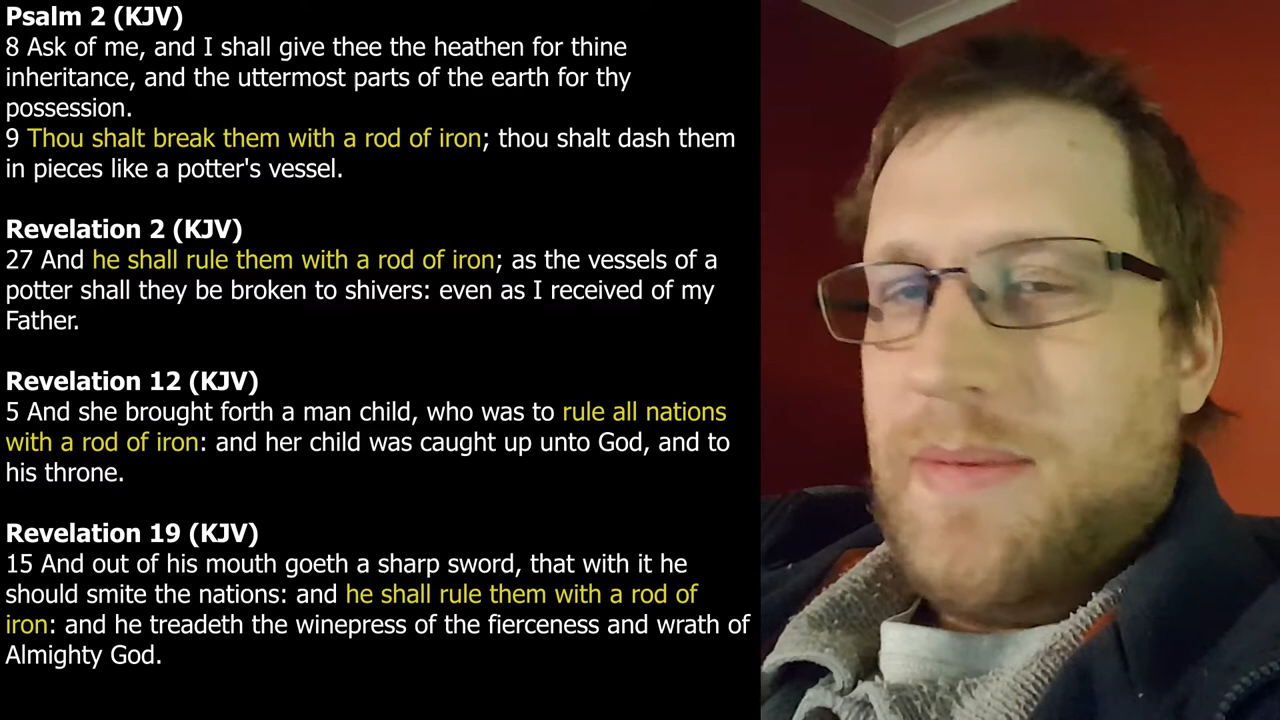 Psalm 2 (KJV)
8 Ask of me, and I shall give thee the heathen for thine
inheritance, and the uttermost parts of the earth for thy
possession.
9 Thou shalt break them with a rod of iron; thou shalt dash them
in pieces like a potter's vessel.
Revelation 2 (KJV)
27 And he shall rule them with a rod of iron; as the vessels of a
potter shall they be broken to shivers: even as I received of my
Father.
Revelation 12 (KJV)
5 And she brought forth a man child, who was to rule all nations
with a rod of iron: and her child was caught up unto God, and to
his throne.
Revelation 19 (KJV)
15 And out of his mouth goeth a sharp sword, that with it he
should smite the nations: and he shall rule them with a rod of
iron: and he treadeth the winepress of the fierceness and wrath of
Almighty God.